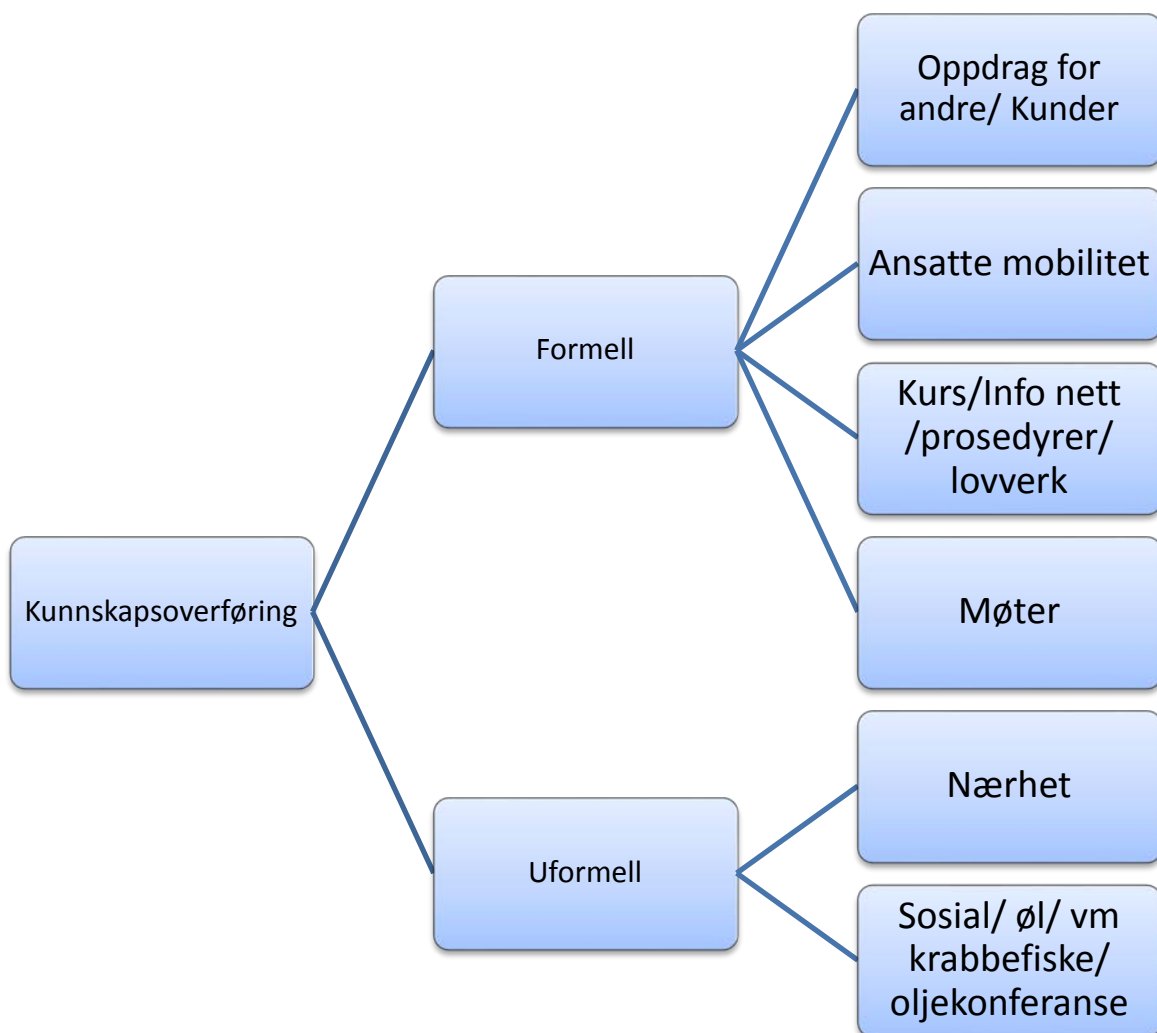 Kunnskapsoverføring
Formell
Oppdrag for
andre/ Kunder
Ansatte mobilitet
Kurs/Info nett
/prosedyrer/
lovverk
Møter
Uformell
Nærhet
Sosial/ øl/ vm
krabbefiske/
oljekonferanse